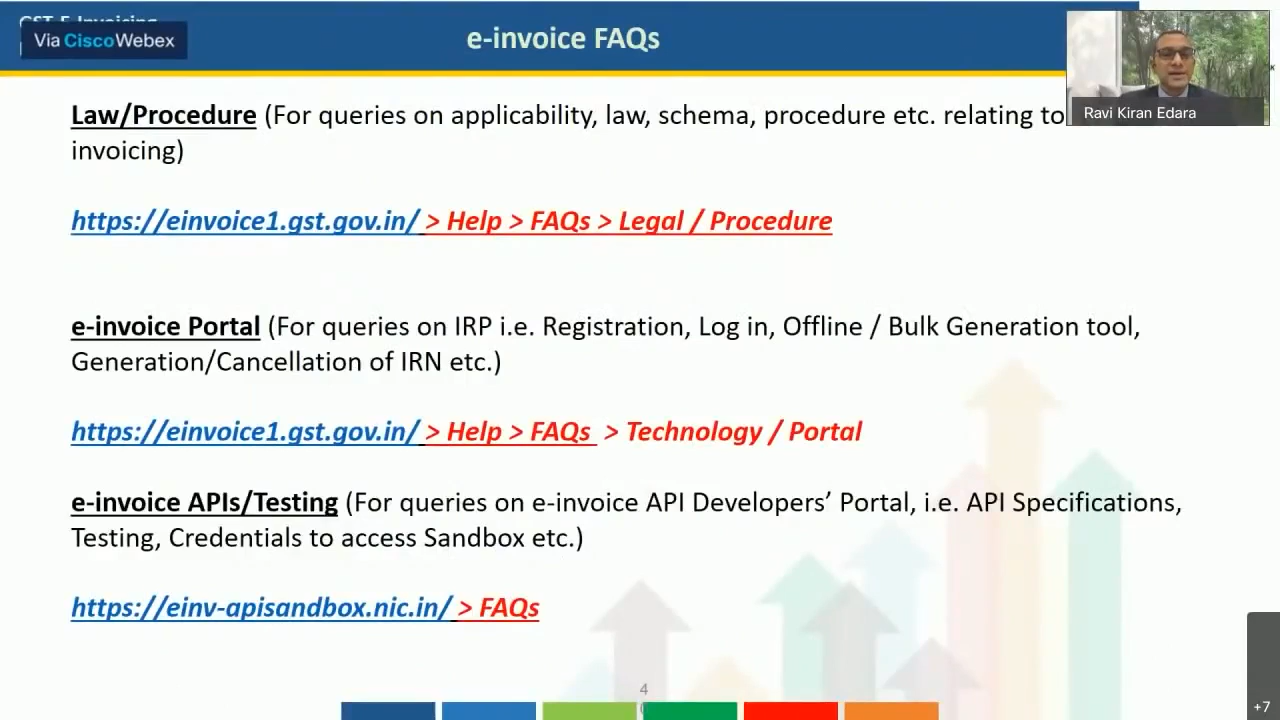 GST E-Invoicing
Via CiscoWebex
e-invoice FAQs
Ravi Kiran Edara
Law/Procedure (For queries on applicability, law, schema, procedure etc. relating to
invoicing)
https://einvoice1.gst.gov.in/ > Help > FAQs > Legal / Procedure
e-invoice Portal (For queries on IRP i.e. Registration, Log in, Offline / Bulk Generation tool,
Generation/Cancellation of IRN etc.)
https://einvoice1.gst.gov.in/ > Help > FAQs > Technology / Portal
e-invoice APIs/Testing (For queries on e-invoice API Developers’ Portal, i.e. API Specifications,
Testing, Credentials to access Sandbox etc.)
https://einv-apisandbox.nic.in/ > FAQs
4
+7